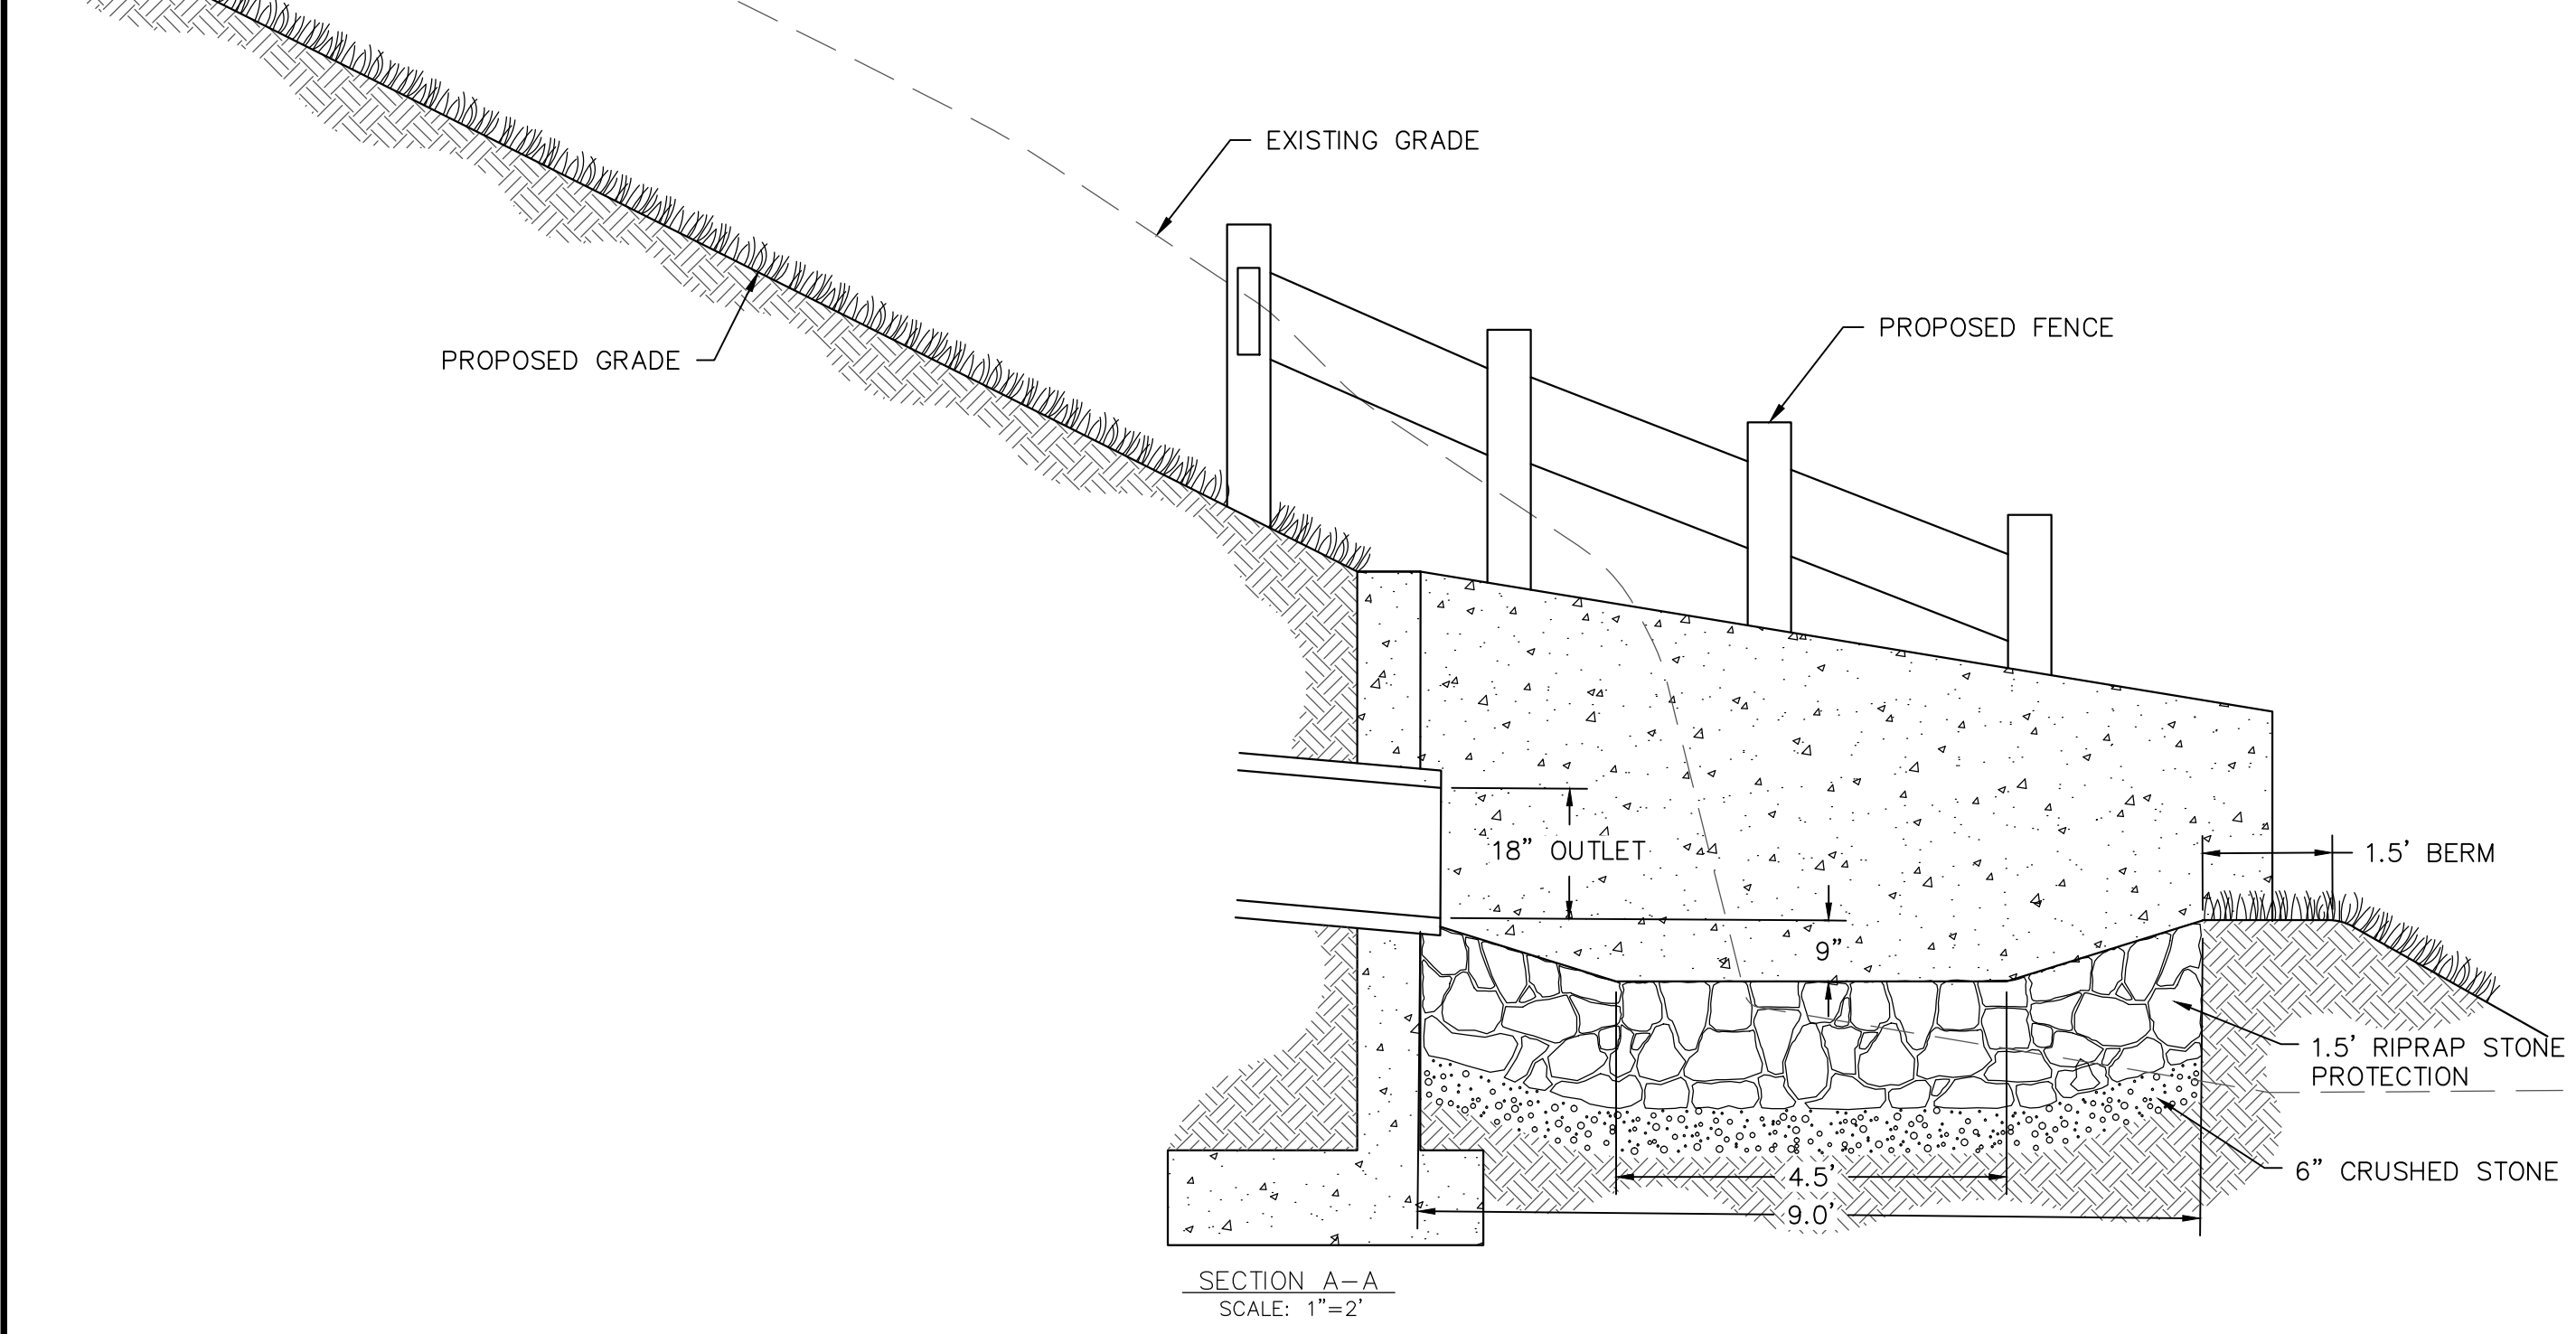 EXISTING GRADE
PROPOSED FENCE
PROPOSED GRADE
18" OUTLET
1.5' BERM
9"
1.5' RIPRAP STONE
PROTECTION
6" CRUSHED STONE
4.5'
9.0'
SECTION A-A
SCALE: 1"=2'